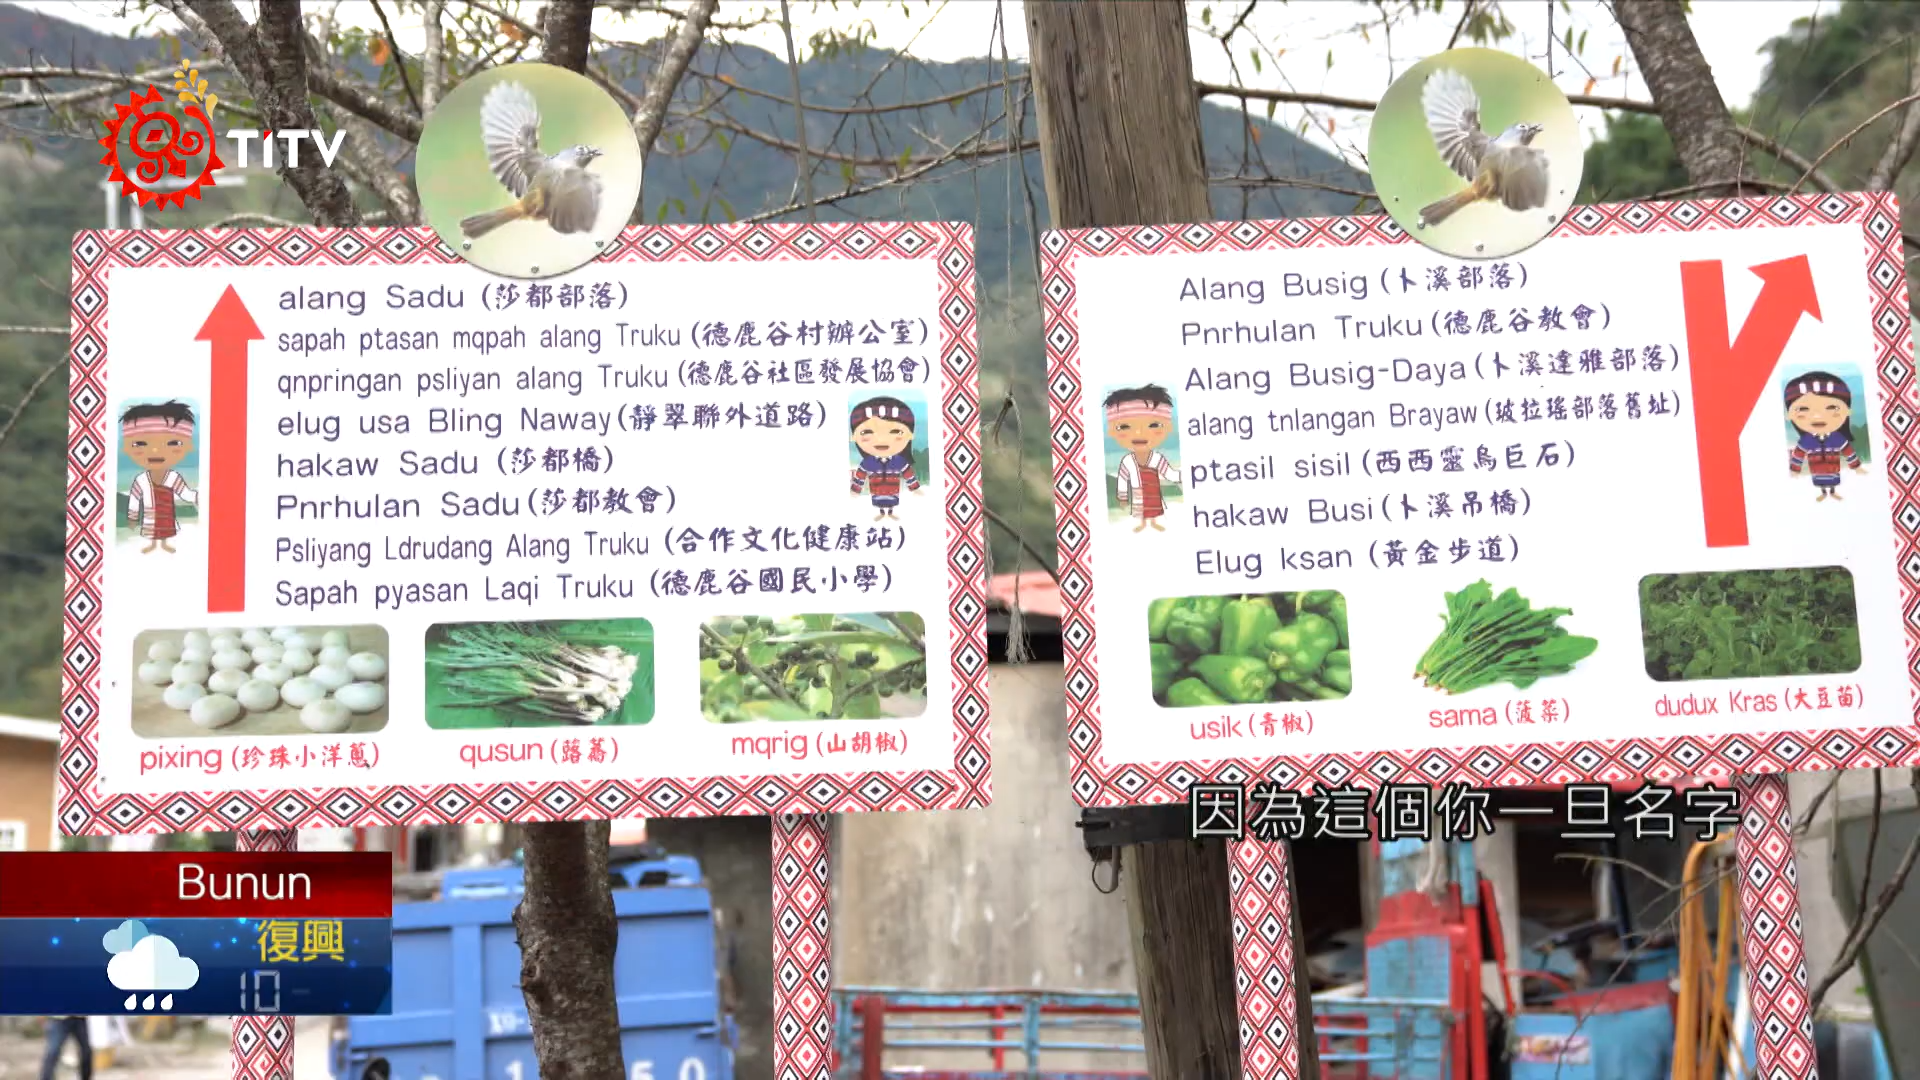 TITV
alang Sadu (莎都部落)
sapah ptasan mqpah alang Truku (德鹿谷村辦公室)
qnpringan psliyan alang Truku (德鹿谷社區發展協會)
elug usa Bling Naway (靜翠聯外道路)
hakaw Sadu (莎都橋)
Pnrhulan Sadu (莎都教會)
Psliyang Ldrudang Alang Truku (合作文化健康站)
Sapah pyasan Laqi Truku (德鹿谷國民小學)
pixing (珍珠小洋蔥)
qusun (蕗蕎)
mqrig (山胡椒)
Alang Busig (卜溪部落)
Pnrhulan Truku (德鹿谷教會)
Alang Busig-Daya (卜溪達雅部落)
alang tnlangan Brayaw (玻拉瑤部落舊址)
ptasil sisil (西西靈鳥巨石)
hakaw Busi (卜溪吊橋)
Elug ksan (黃金步道)
usik (青椒)
sama (菠菜)
dudux Kras (大豆苗)
因為這個你一旦名字
Bunun
復興
10 -